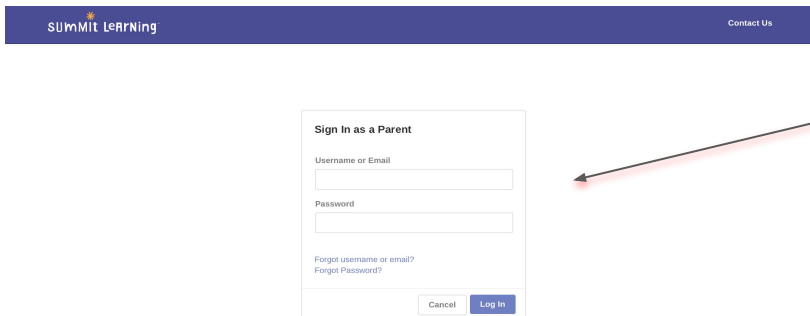 SUMMIT LeARNiNg
Contact Us
Sign In as a Parent
Username or Email
Password
Forgot username or email?
Forgot Password?
Cancel Log In